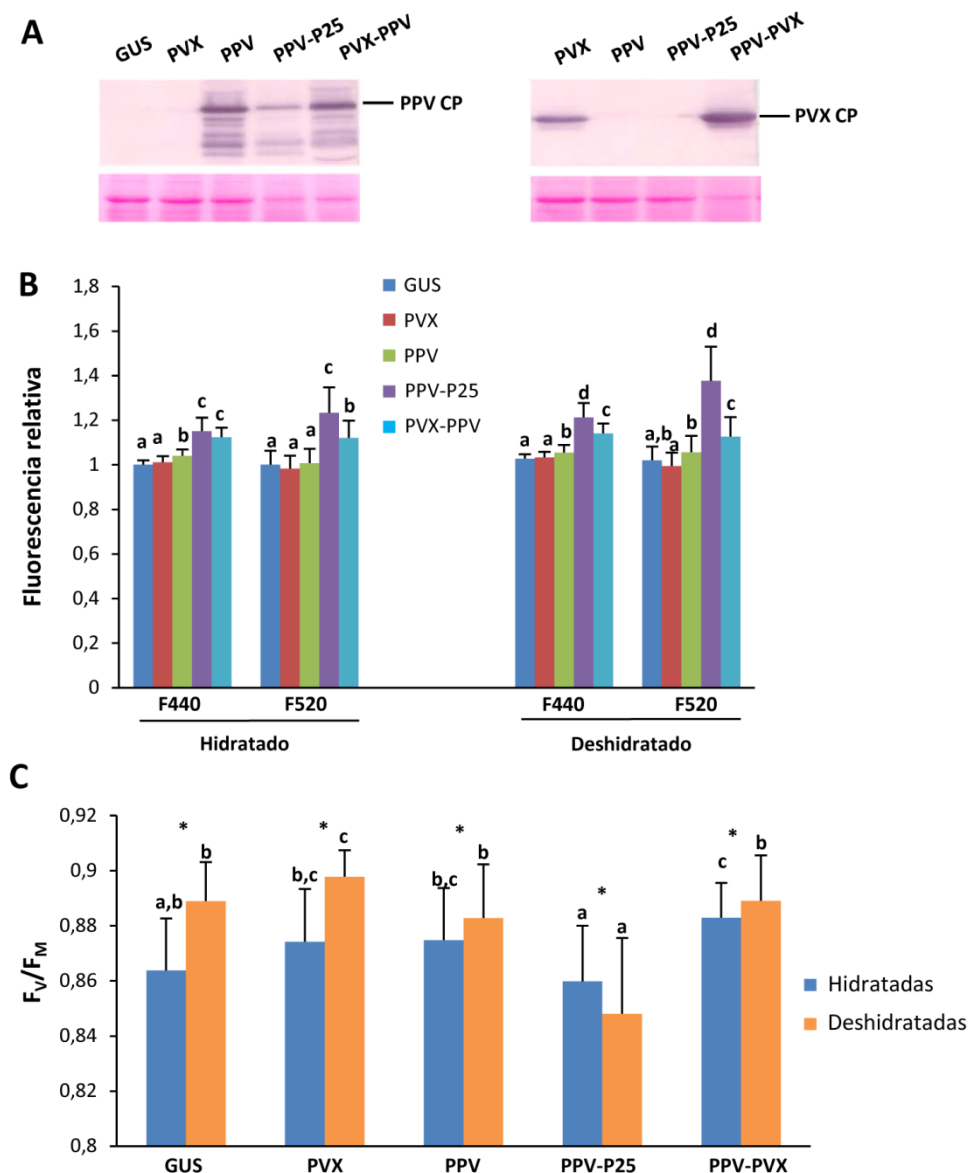 A
GUS PVX PPV PPV-P25 PVX-PPV
PPV CP
PVX PPV PPV-P25 PPV-PVX
PVX CP
B
Fluorescencia relativa
1,8
1,6
1,4
1,2
1
0,8
0,6
0,4
0,2
0
GUS
PVX
PPV
PPV-P25
PVX-PPV
a a b c c
a a a c b
a a b d c
a,b a b d c
F440 F520 F440 F520
Hidratado Deshidratado
C
F_V/F_M
0,92
0,9
0,88
0,86
0,84
0,82
0,8
* * * * *
a,b b b,c c b,c b a a c b
Hidratadas
Deshidratadas
GUS PVX PPV PPV-P25 PPV-PVX